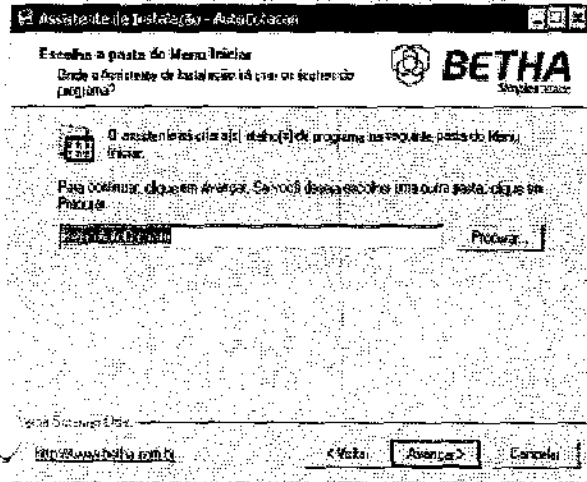 Assistente de Instalação - AutoCotacao
Escolha a pasta do Menu Iniciar
Onde o Assistente de Instalação irá criar os ícones do
programa?
BETHA
O assistente irá criar o(s) atalho(s) de programa na seguinte pasta do Menu
Iniciar.
Para continuar, clique em Avançar. Se você deseja escolher uma outra pasta, clique em
Procurar.
Procurar...
http://www.betha.com.br
< Voltar
Avançar >
Cancelar